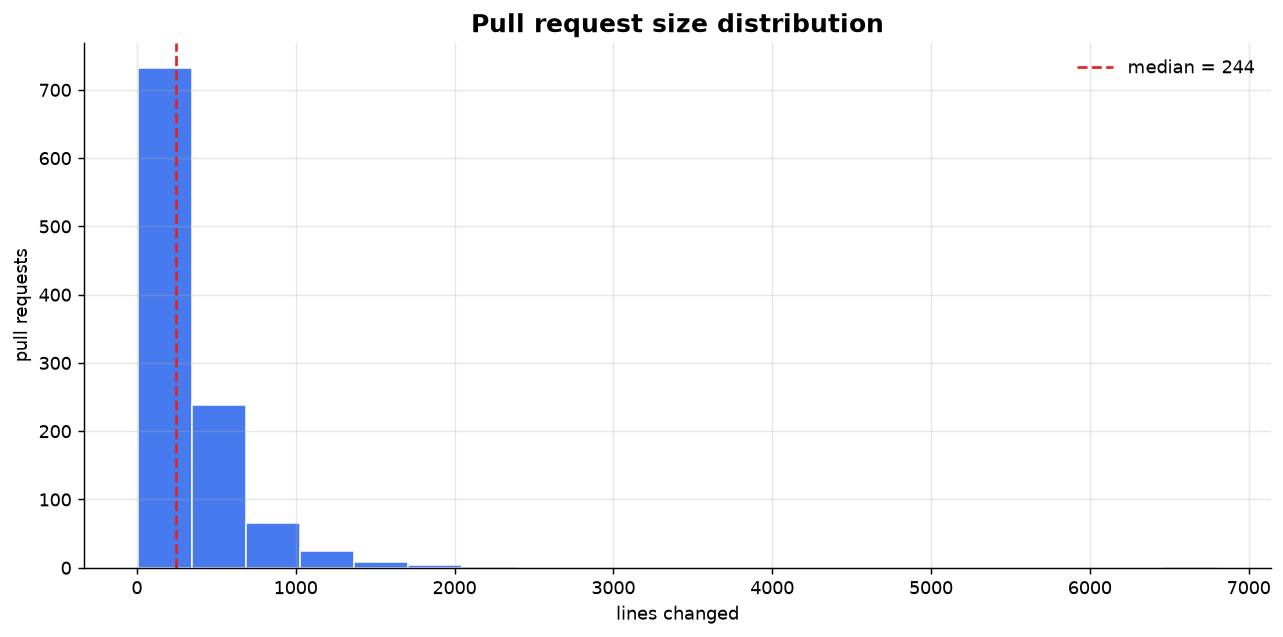 Pull request size distribution
median = 244
pull requests
700
600
500
400
300
200
100
0
0 1000 2000 3000 4000 5000 6000 7000
lines changed